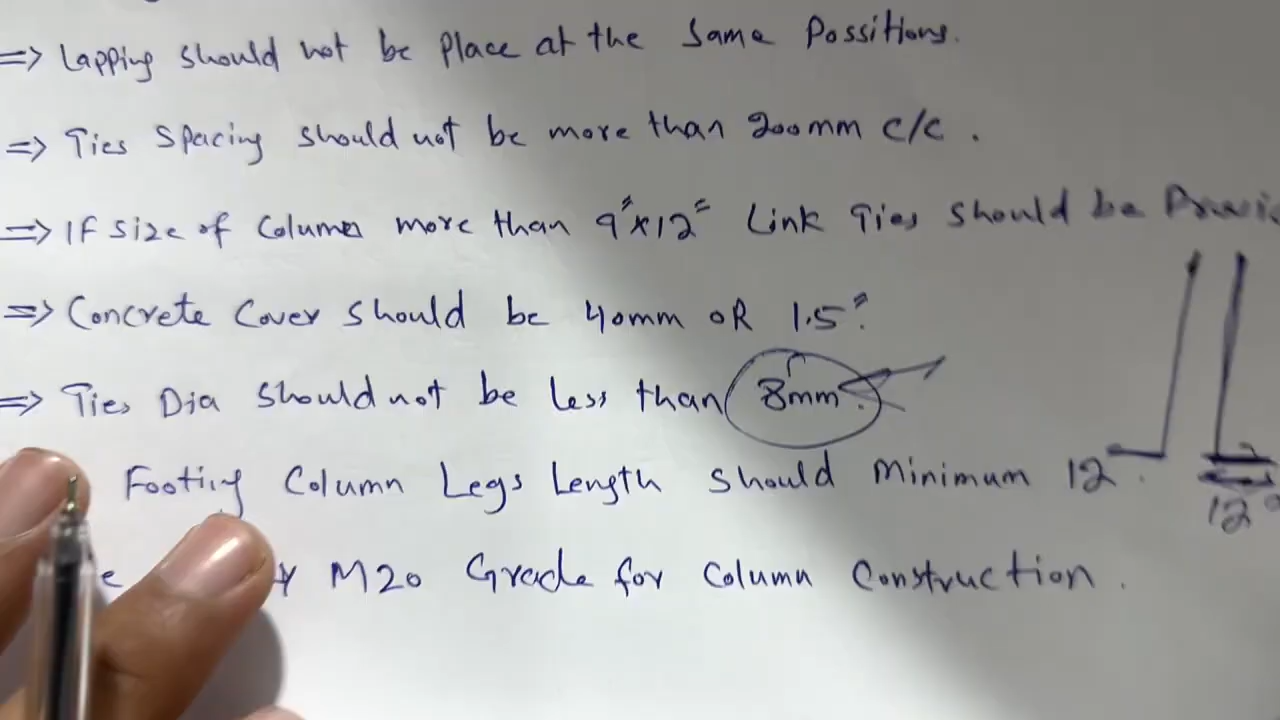 => Lapping should not be Place at the Same Possitions.
=> Ties Spacing should not be more than 200mm c/c.
=> If size of Column more than 9"x12" Link Ties should be
=> Concrete Cover should be 40mm OR 1.5".
=> Ties Dia should not be less than 8mm.
Footing Column Legs Length should Minimum 12"
12"
M20 Grade for Column Construction.